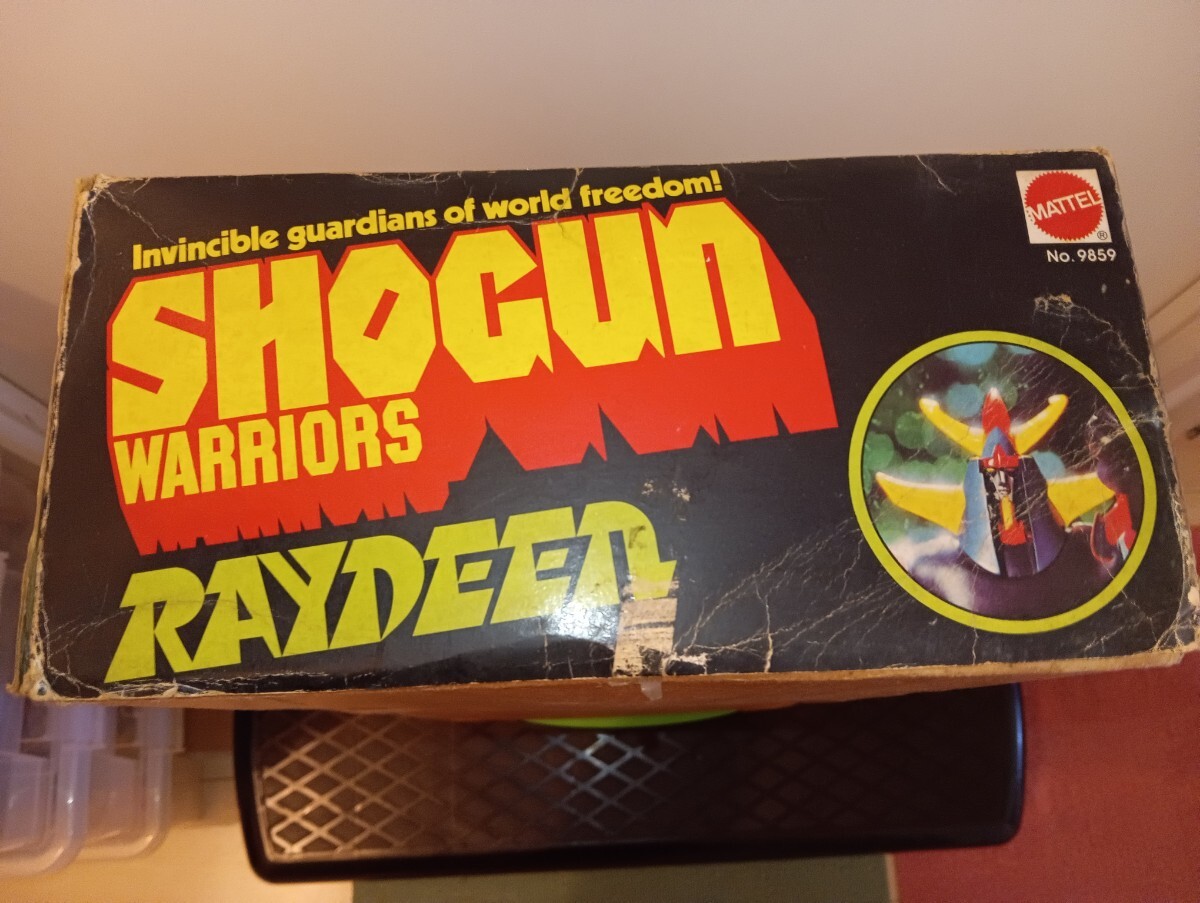 Invincible guardians of world freedom!
SHOGUN
WARRIORS
RAYDEEN
MATTEL
®
No. 9859